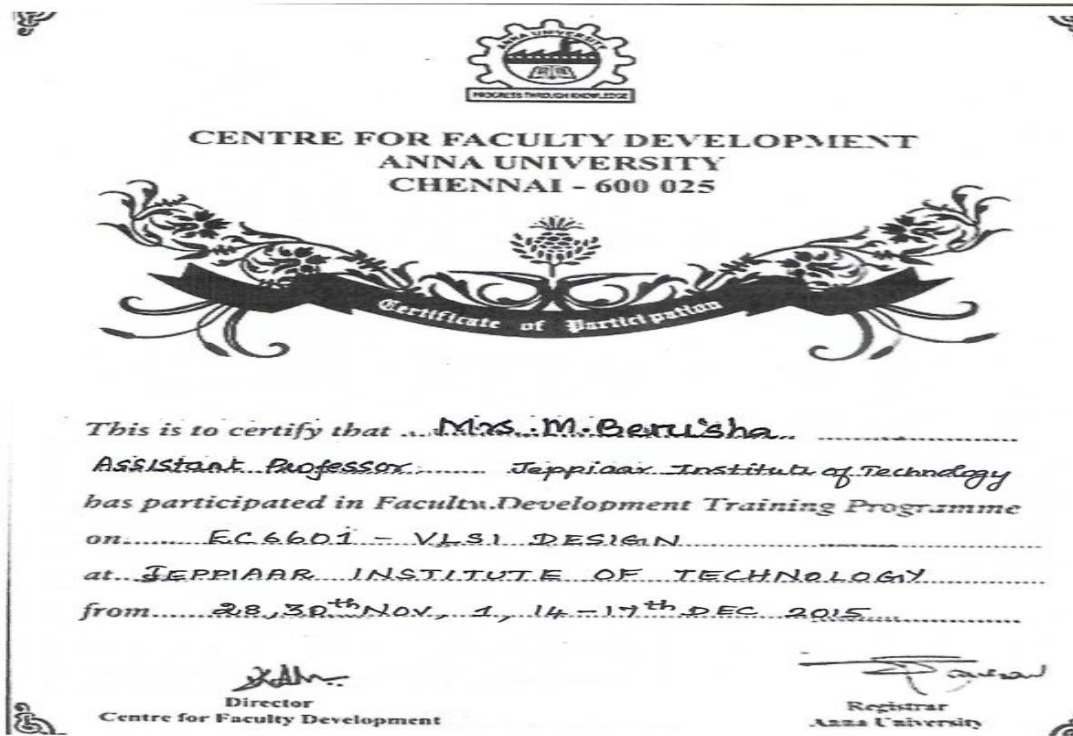 ANNA UNIVERSITY
PROGRESS THROUGH KNOWLEDGE
CENTRE FOR FACULTY DEVELOPMENT
ANNA UNIVERSITY
CHENNAI - 600 025
Certificate of Participation
This is to certify that Mrs. M. Berusha
Assistant Professor Jeppiaar Institute of Technology
has participated in Faculty Development Training Programme
on EC6601 - VLSI DESIGN
at JEPPIAAR INSTITUTE OF TECHNOLOGY
from 28, 30th NOV, 1, 14 - 17th DEC 2015
Director
Centre for Faculty Development
Registrar
Anna University